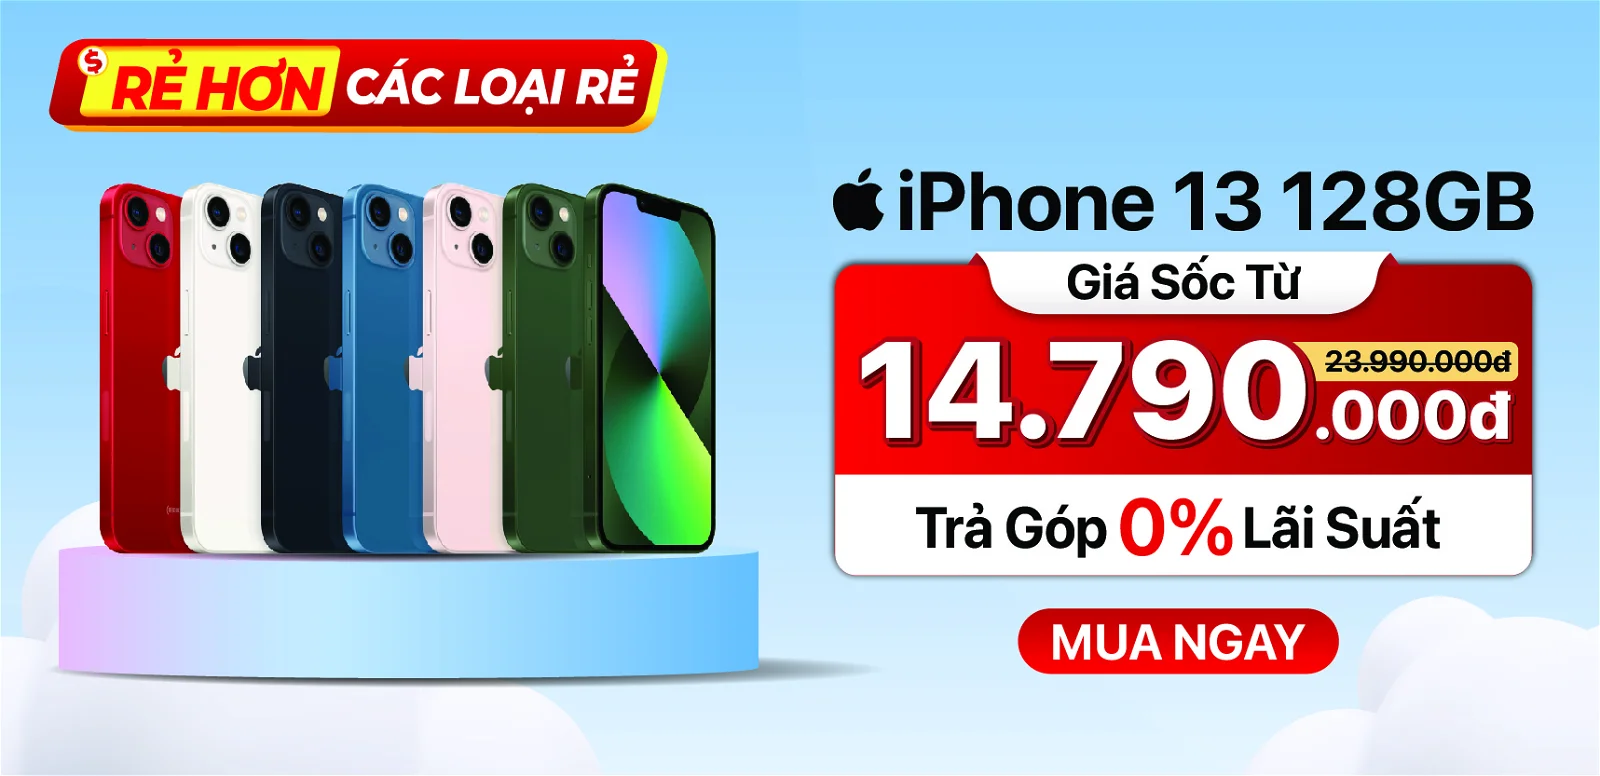 $
RẺ HƠN CÁC LOẠI RẺ
iPhone 13 128GB
Giá Sốc Từ
23.990.000đ
14.790.000đ
Trả Góp 0% Lãi Suất
MUA NGAY